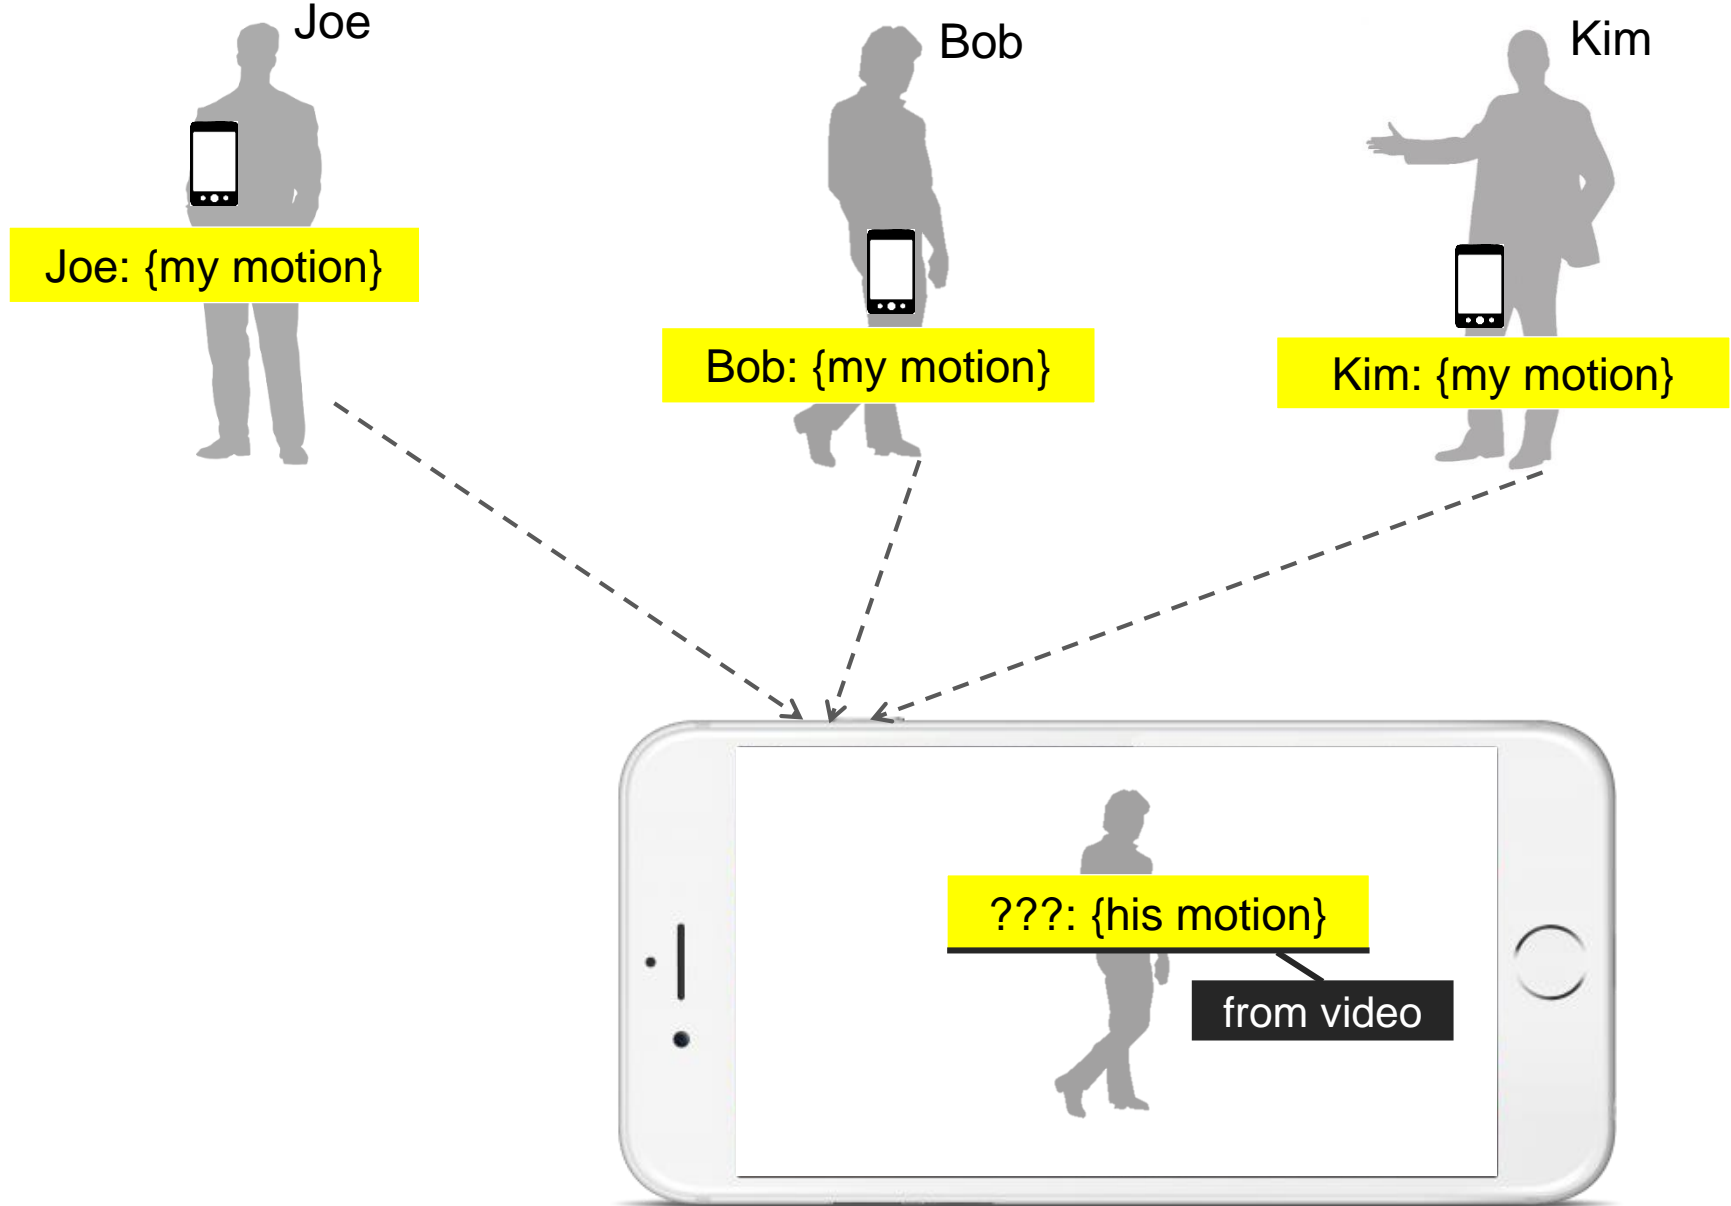 Joe
Bob
Kim
Joe: {my motion}
Bob: {my motion}
Kim: {my motion}
???: {his motion}
from video